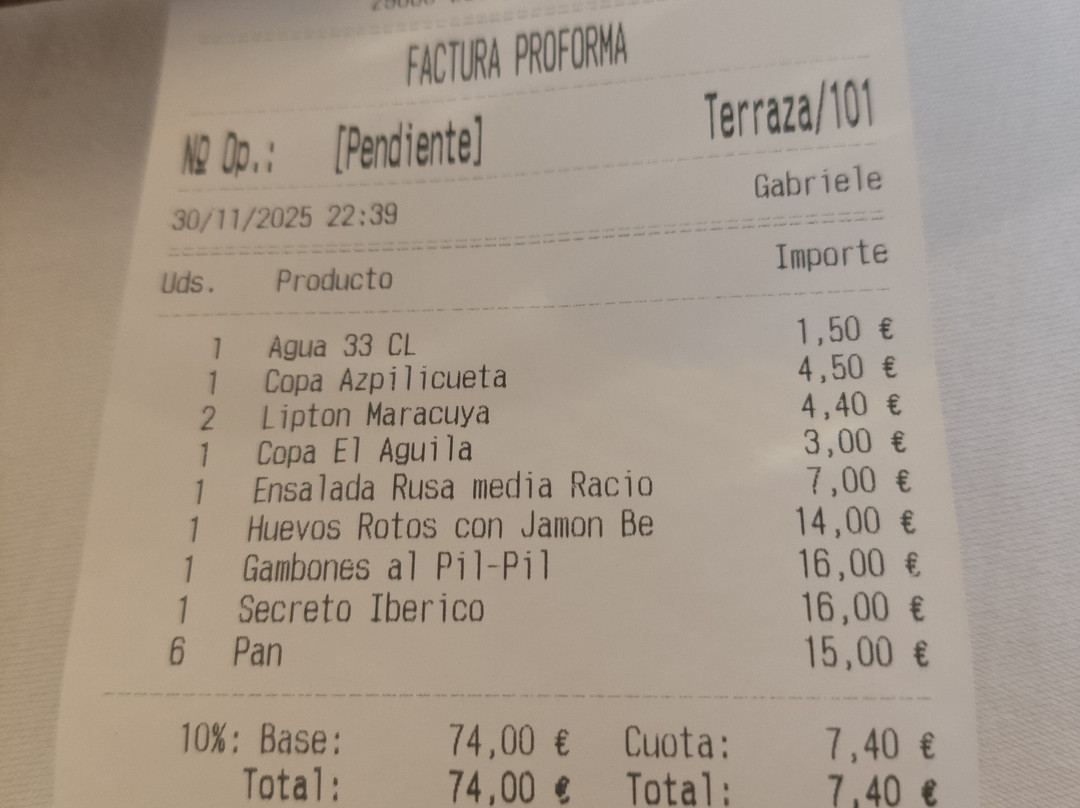 FACTURA PROFORMA
Nº Op.: [Pendiente] Terraza/101
30/11/2025 22:39 Gabriele
Uds. Producto Importe
1 Agua 33 CL 1,50 €
1 Copa Azpilicueta 4,50 €
2 Lipton Maracuya 4,40 €
1 Copa El Aguila 3,00 €
1 Ensalada Rusa media Racio 7,00 €
1 Huevos Rotos con Jamon Be 14,00 €
1 Gambones al Pil-Pil 16,00 €
1 Secreto Iberico 16,00 €
6 Pan 15,00 €
10%: Base: 74,00 € Cuota: 7,40 €
Total: 74,00 € Total: 7,40 €